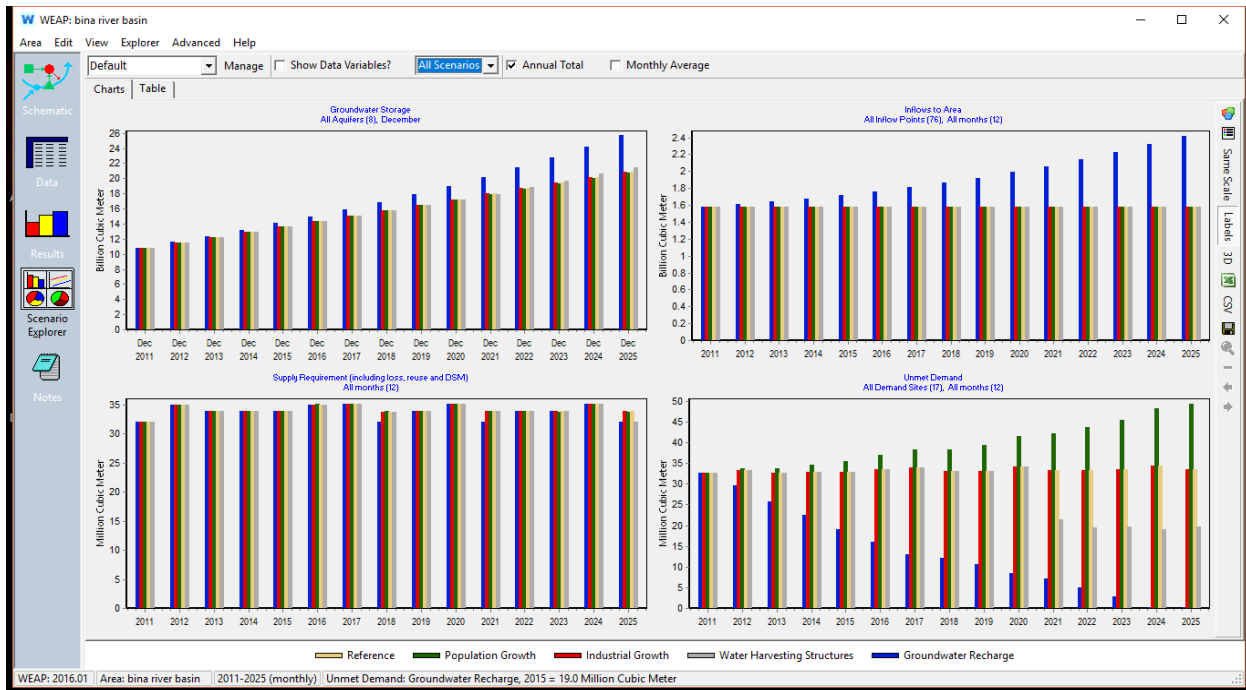 WEAP: bina river basin
Area Edit View Explorer Advanced Help
Default Manage Show Data Variables? All Scenarios Annual Total Monthly Average
Charts Table
Schematic
Data
Results
Scenario
Explorer
Notes
Groundwater Storage
All Aquifers (8), December
Billion Cubic Meter
26
24
22
20
18
16
14
12
10
8
6
4
2
0
Dec Dec Dec Dec Dec Dec Dec Dec Dec Dec Dec Dec Dec Dec Dec
2011 2012 2013 2014 2015 2016 2017 2018 2019 2020 2021 2022 2023 2024 2025
Inflows to Area
All Inflow Points (76), All months (12)
Billion Cubic Meter
2.4
2.2
2
1.8
1.6
1.4
1.2
1
0.8
0.6
0.4
0.2
0
2011 2012 2013 2014 2015 2016 2017 2018 2019 2020 2021 2022 2023 2024 2025
Supply Requirement (including loss, reuse and DSM)
All months (12)
Million Cubic Meter
35
30
25
20
15
10
5
0
2011 2012 2013 2014 2015 2016 2017 2018 2019 2020 2021 2022 2023 2024 2025
Unmet Demand
All Demand Sites (17), All months (12)
Million Cubic Meter
50
45
40
35
30
25
20
15
10
5
0
2011 2012 2013 2014 2015 2016 2017 2018 2019 2020 2021 2022 2023 2024 2025
Same Scale
Labels
3D
CSV
Reference Population Growth Industrial Growth Water Harvesting Structures Groundwater Recharge
WEAP: 2016.01 Area: bina river basin 2011-2025 (monthly) Unmet Demand: Groundwater Recharge, 2015 = 19.0 Million Cubic Meter